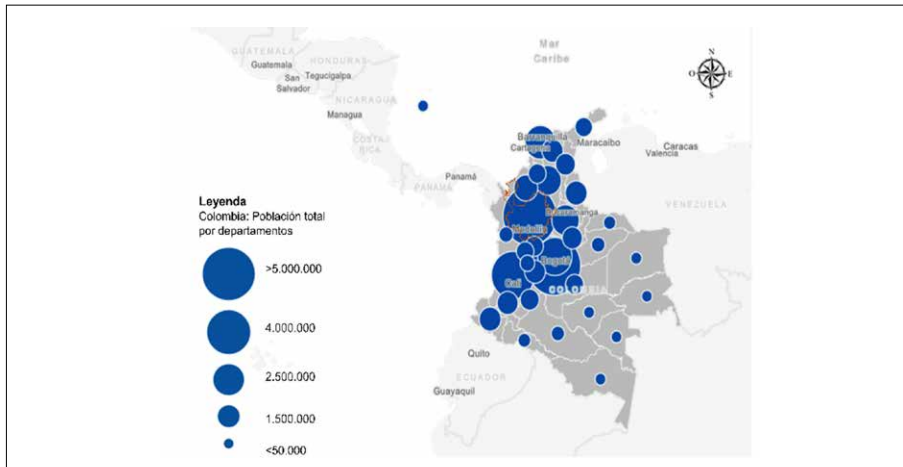 Mar
Caribe
GUATEMALA
Guatemala
HONDURAS
San
Salvador
Tegucigalpa
NICARAGUA
Managua
COSTA
RICA
Panamá
PANAMÁ
N
O
E
S
Barranquilla
Cartagena
Maracaibo
Caracas
Valencia
VENEZUELA
Bucaramanga
Medellín
Bogotá
Cali
COLOMBIA
Quito
ECUADOR
Guayaquil
Leyenda
Colombia: Población total
por departamentos
>5.000.000
4.000.000
2.500.000
1.500.000
<50.000